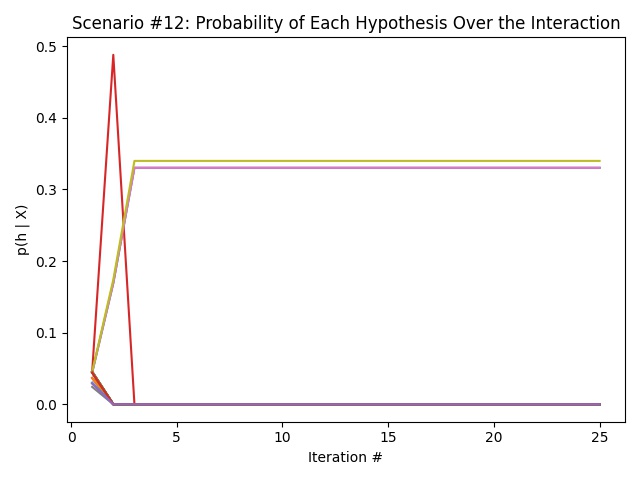 Scenario #12: Probability of Each Hypothesis Over the Interaction
0.5
0.4
0.3
0.2
0.1
0.0
p(h | X)
0 5 10 15 20 25
Iteration #